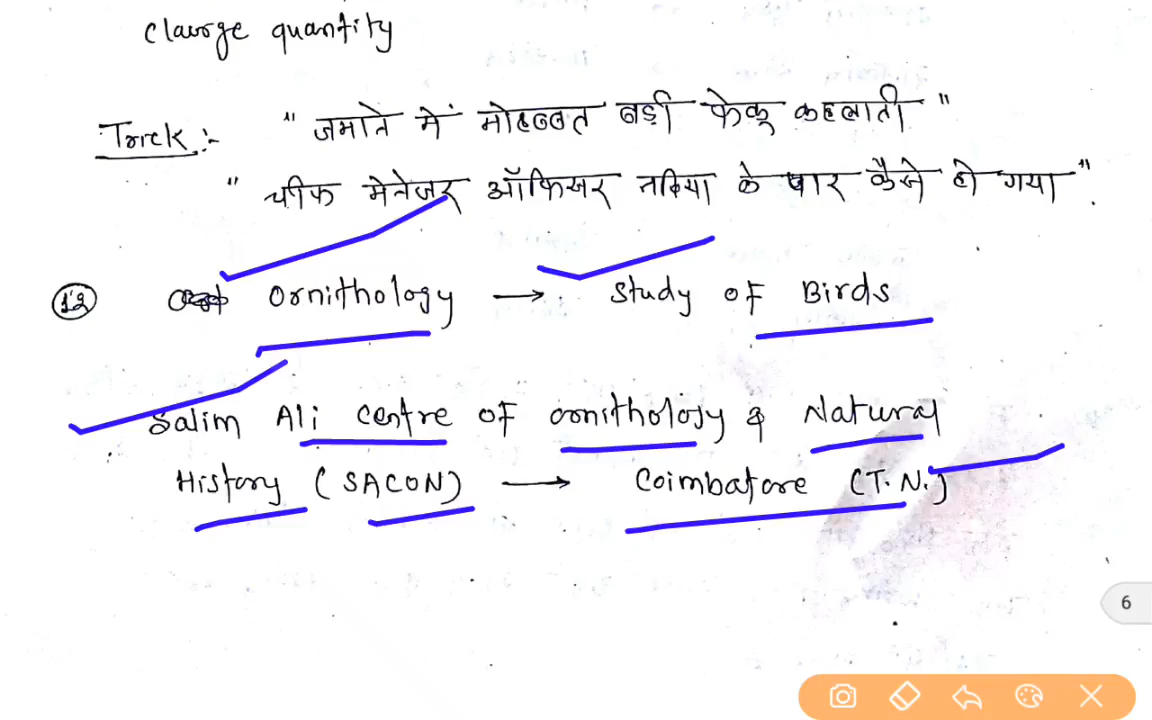 (large quantity
Trick :- " जमाने में मोहब्बत बड़ी फेकू कहलाती "
" चीफ मेनेजर ऑफिसर नकिया के पार कैसे हो गया ".
12 Ornithology → Study of Birds
Salim Ali centre of ornithology & Natural
History (SACON) → Coimbatore (T.N.)
6